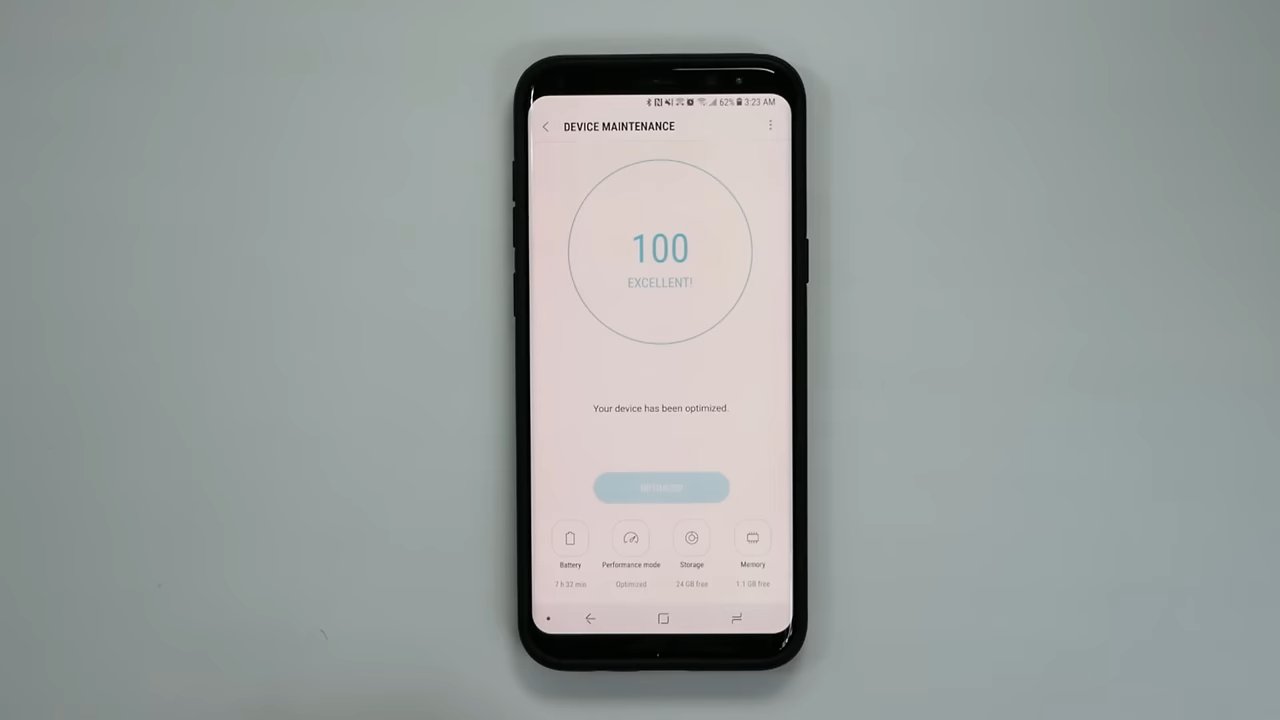 62% 3:23 AM
DEVICE MAINTENANCE
100
EXCELLENT!
Your device has been optimized.
Battery Performance mode Storage Memory
7 h 32 min Optimized 24 GB free 1.1 GB free